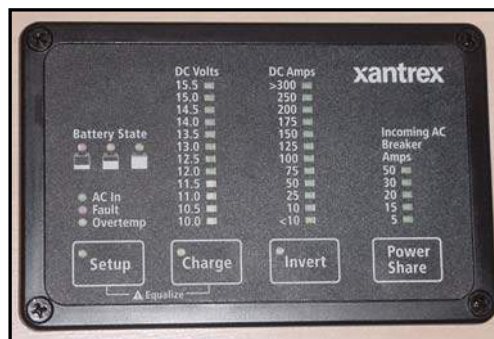 xantrex
DC Volts
15.5
15.0
14.5
14.0
13.5
13.0
12.5
12.0
11.5
11.0
10.5
10.0
DC Amps
>300
250
200
175
150
125
100
75
50
25
10
<10
Battery State
AC In
Fault
Overtemp
Incoming AC
Breaker
Amps
50
30
20
15
5
Setup
Charge
Invert
Power
Share
Equalize